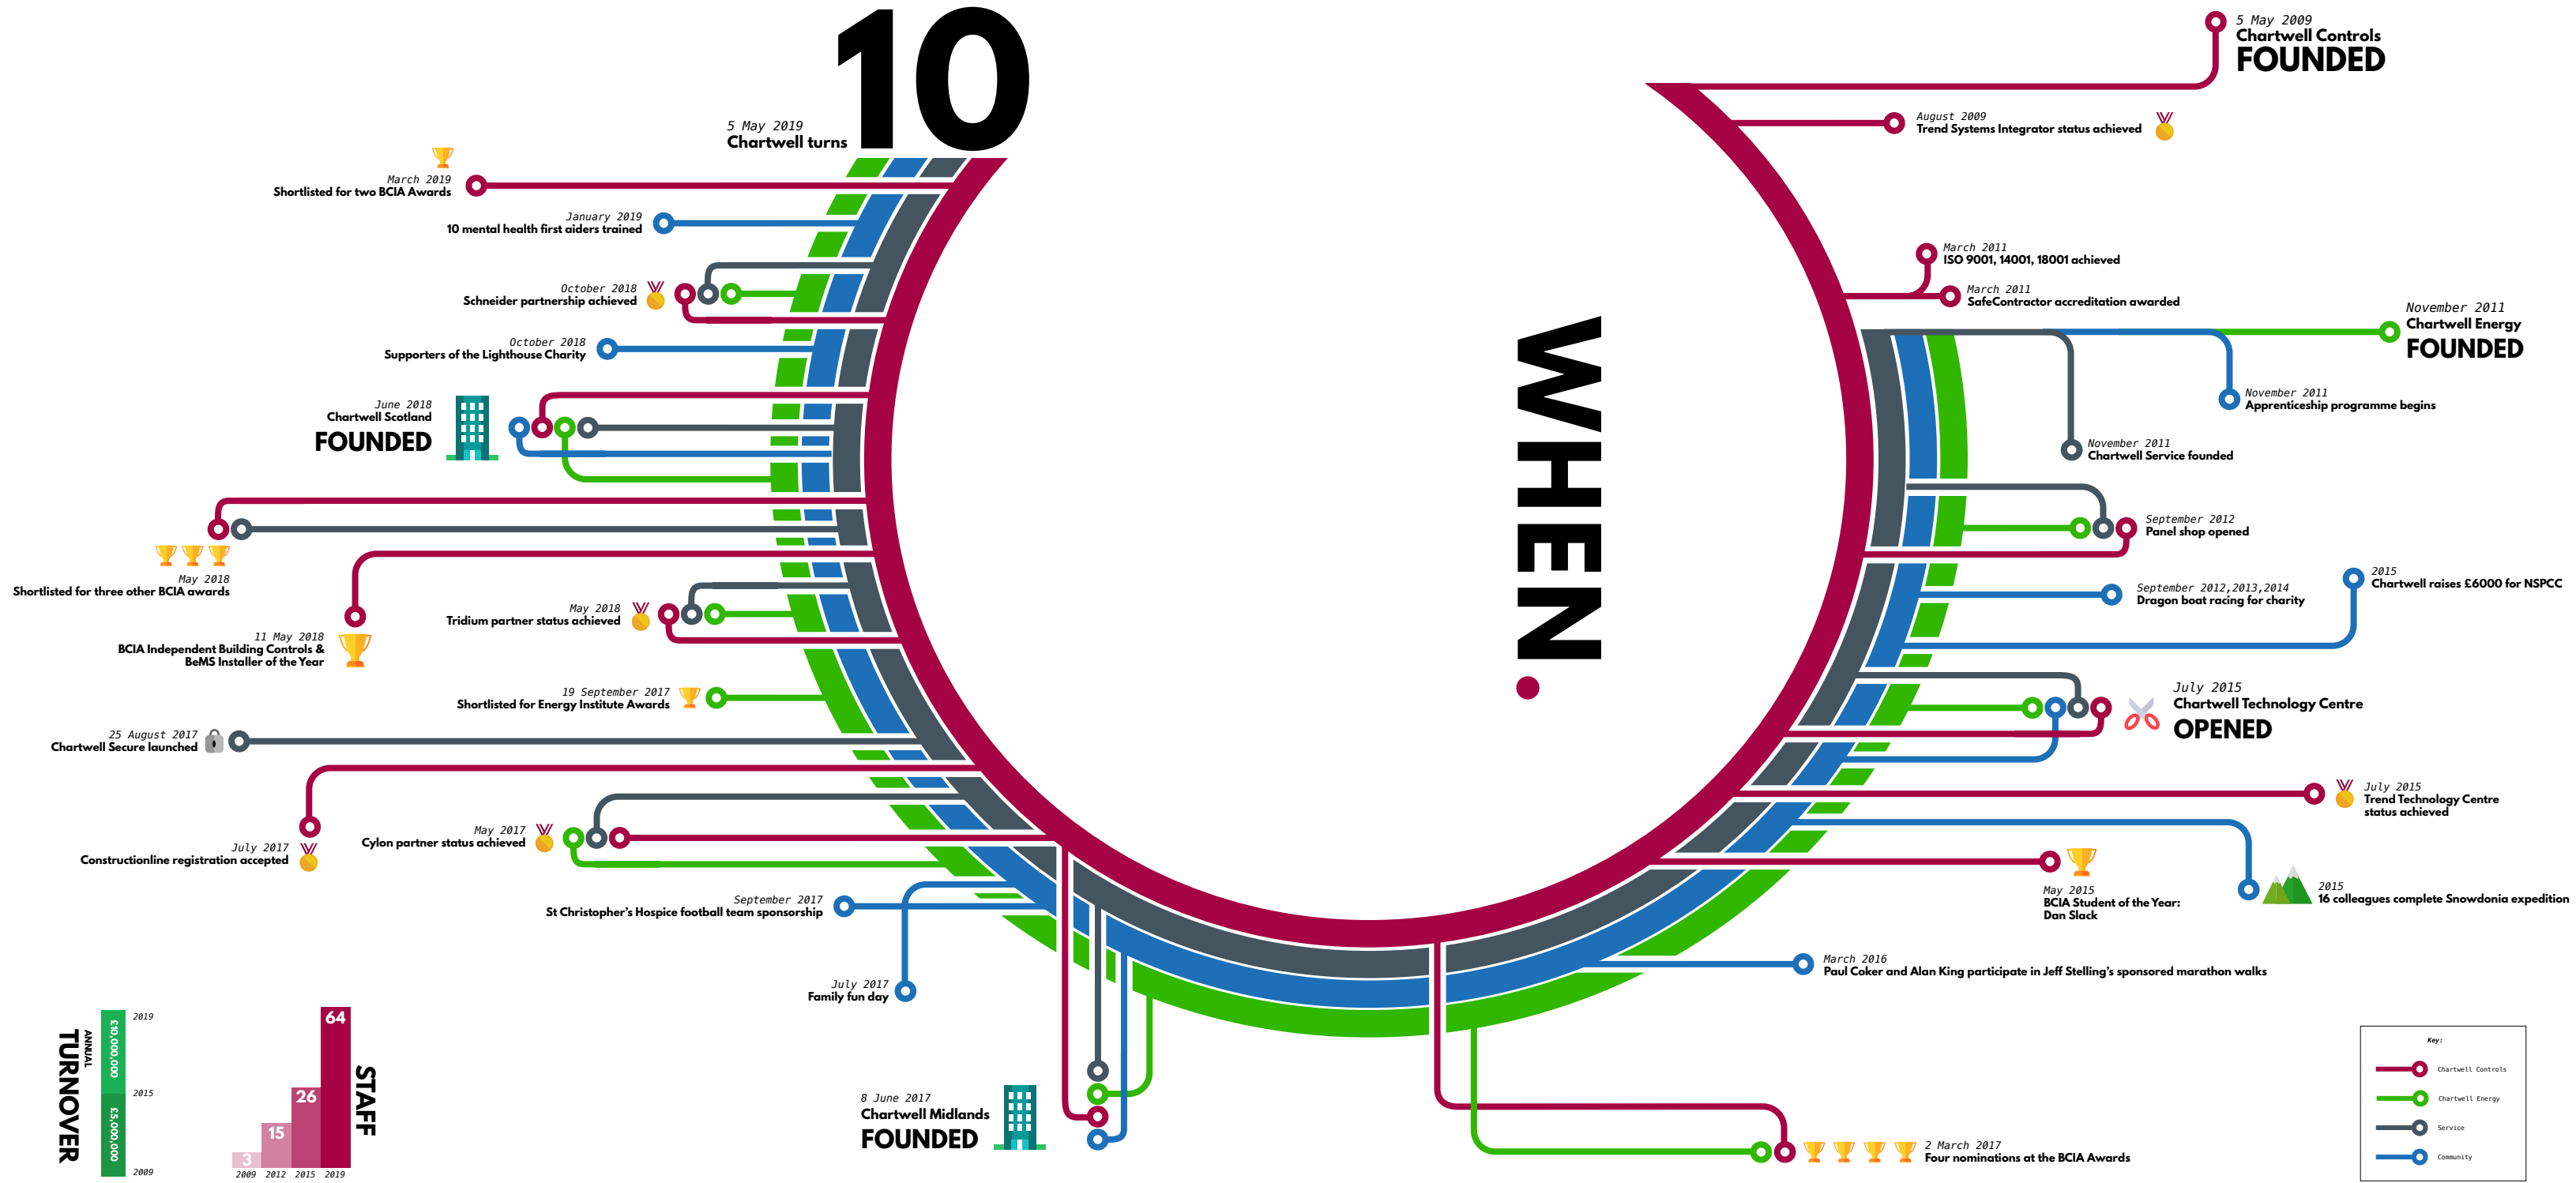 5 May 2009
Chartwell Controls
FOUNDED
August 2009
Trend Systems Integrator status achieved
March 2011
ISO 9001, 14001, 18001 achieved
March 2011
SafeContractor accreditation awarded
November 2011
Chartwell Energy
FOUNDED
November 2011
Apprenticeship programme begins
November 2011
Chartwell Service founded
September 2012
Panel shop opened
September 2012,2013,2014
Dragon boat racing for charity
2015
Chartwell raises £6000 for NSPCC
July 2015
Chartwell Technology Centre
OPENED
July 2015
Trend Technology Centre
status achieved
2015
16 colleagues complete Snowdonia expedition
May 2015
BCIA Student of the Year:
Dan Slack
March 2016
Paul Coker and Alan King participate in Jeff Stelling's sponsored marathon walks
2 March 2017
Four nominations at the BCIA Awards
8 June 2017
Chartwell Midlands
FOUNDED
July 2017
Family fun day
September 2017
St Christopher's Hospice football team sponsorship
May 2017
Cylon partner status achieved
July 2017
Constructionline registration accepted
25 August 2017
Chartwell Secure launched
19 September 2017
Shortlisted for Energy Institute Awards
11 May 2018
BCIA Independent Building Controls &
BeMS Installer of the Year
May 2018
Tridium partner status achieved
May 2018
Shortlisted for three other BCIA awards
June 2018
Chartwell Scotland
FOUNDED
October 2018
Supporters of the Lighthouse Charity
October 2018
Schneider partnership achieved
January 2019
10 mental health first aiders trained
March 2019
Shortlisted for two BCIA Awards
5 May 2019
Chartwell turns
10
WHEN.
ANNUAL
TURNOVER
£10,000,000
£5,000,000
2019
2015
2009
STAFF
3
15
26
64
2009 2012 2015 2019
Key:
Chartwell Controls
Chartwell Energy
Service
Community